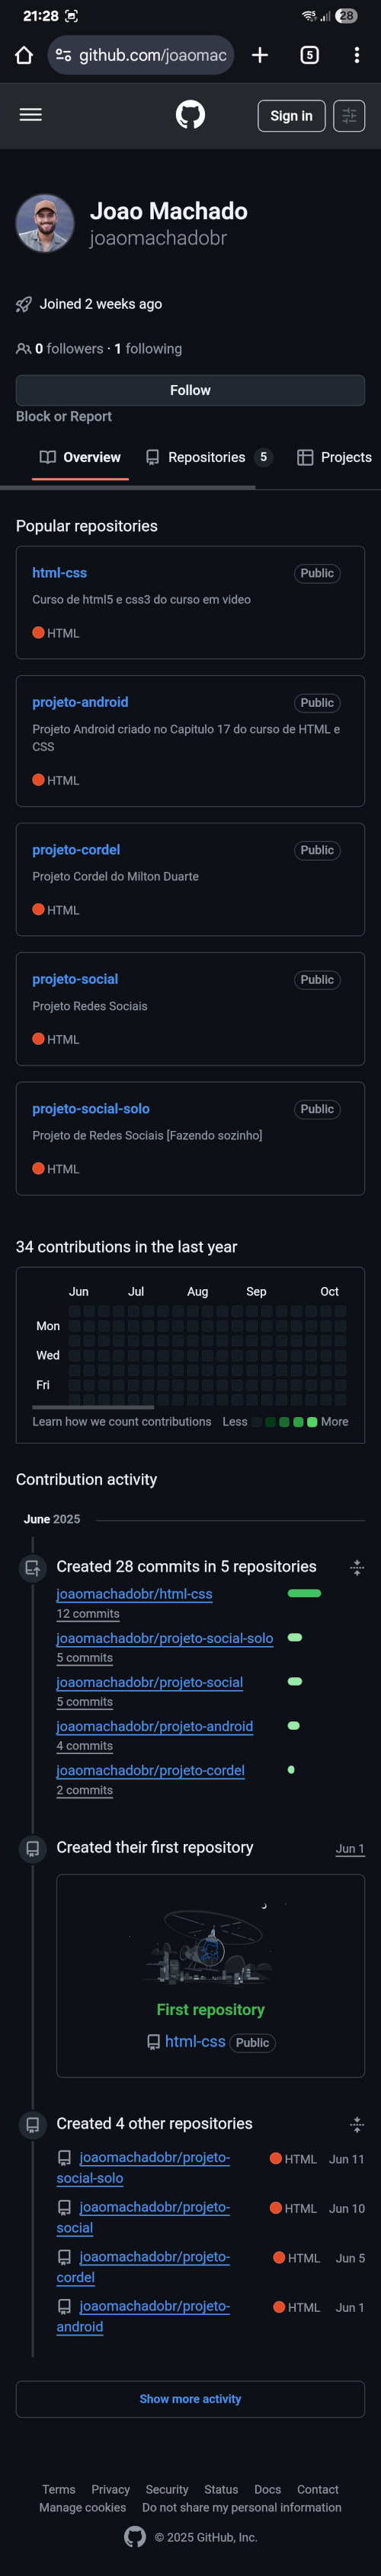 21:28
28
github.com/joaomac
5
Sign in
Joao Machado
joaomachadobr
Joined 2 weeks ago
0 followers · 1 following
Follow
Block or Report
Overview Repositories 5 Projects
Popular repositories
html-css Public
Curso de html5 e css3 do curso em video
HTML
projeto-android Public
Projeto Android criado no Capitulo 17 do curso de HTML e
CSS
HTML
projeto-cordel Public
Projeto Cordel do Milton Duarte
HTML
projeto-social Public
Projeto Redes Sociais
HTML
projeto-social-solo Public
Projeto de Redes Sociais [Fazendo sozinho]
HTML
34 contributions in the last year
Jun Jul Aug Sep Oct
Mon
Wed
Fri
Learn how we count contributions Less More
Contribution activity
June 2025
Created 28 commits in 5 repositories
joaomachadobr/html-css
12 commits
joaomachadobr/projeto-social-solo
5 commits
joaomachadobr/projeto-social
5 commits
joaomachadobr/projeto-android
4 commits
joaomachadobr/projeto-cordel
2 commits
Created their first repository Jun 1
First repository
html-css Public
Created 4 other repositories
joaomachadobr/projeto- HTML Jun 11
social-solo
joaomachadobr/projeto- HTML Jun 10
social
joaomachadobr/projeto- HTML Jun 5
cordel
joaomachadobr/projeto- HTML Jun 1
android
Show more activity
Terms Privacy Security Status Docs Contact
Manage cookies Do not share my personal information
© 2025 GitHub, Inc.